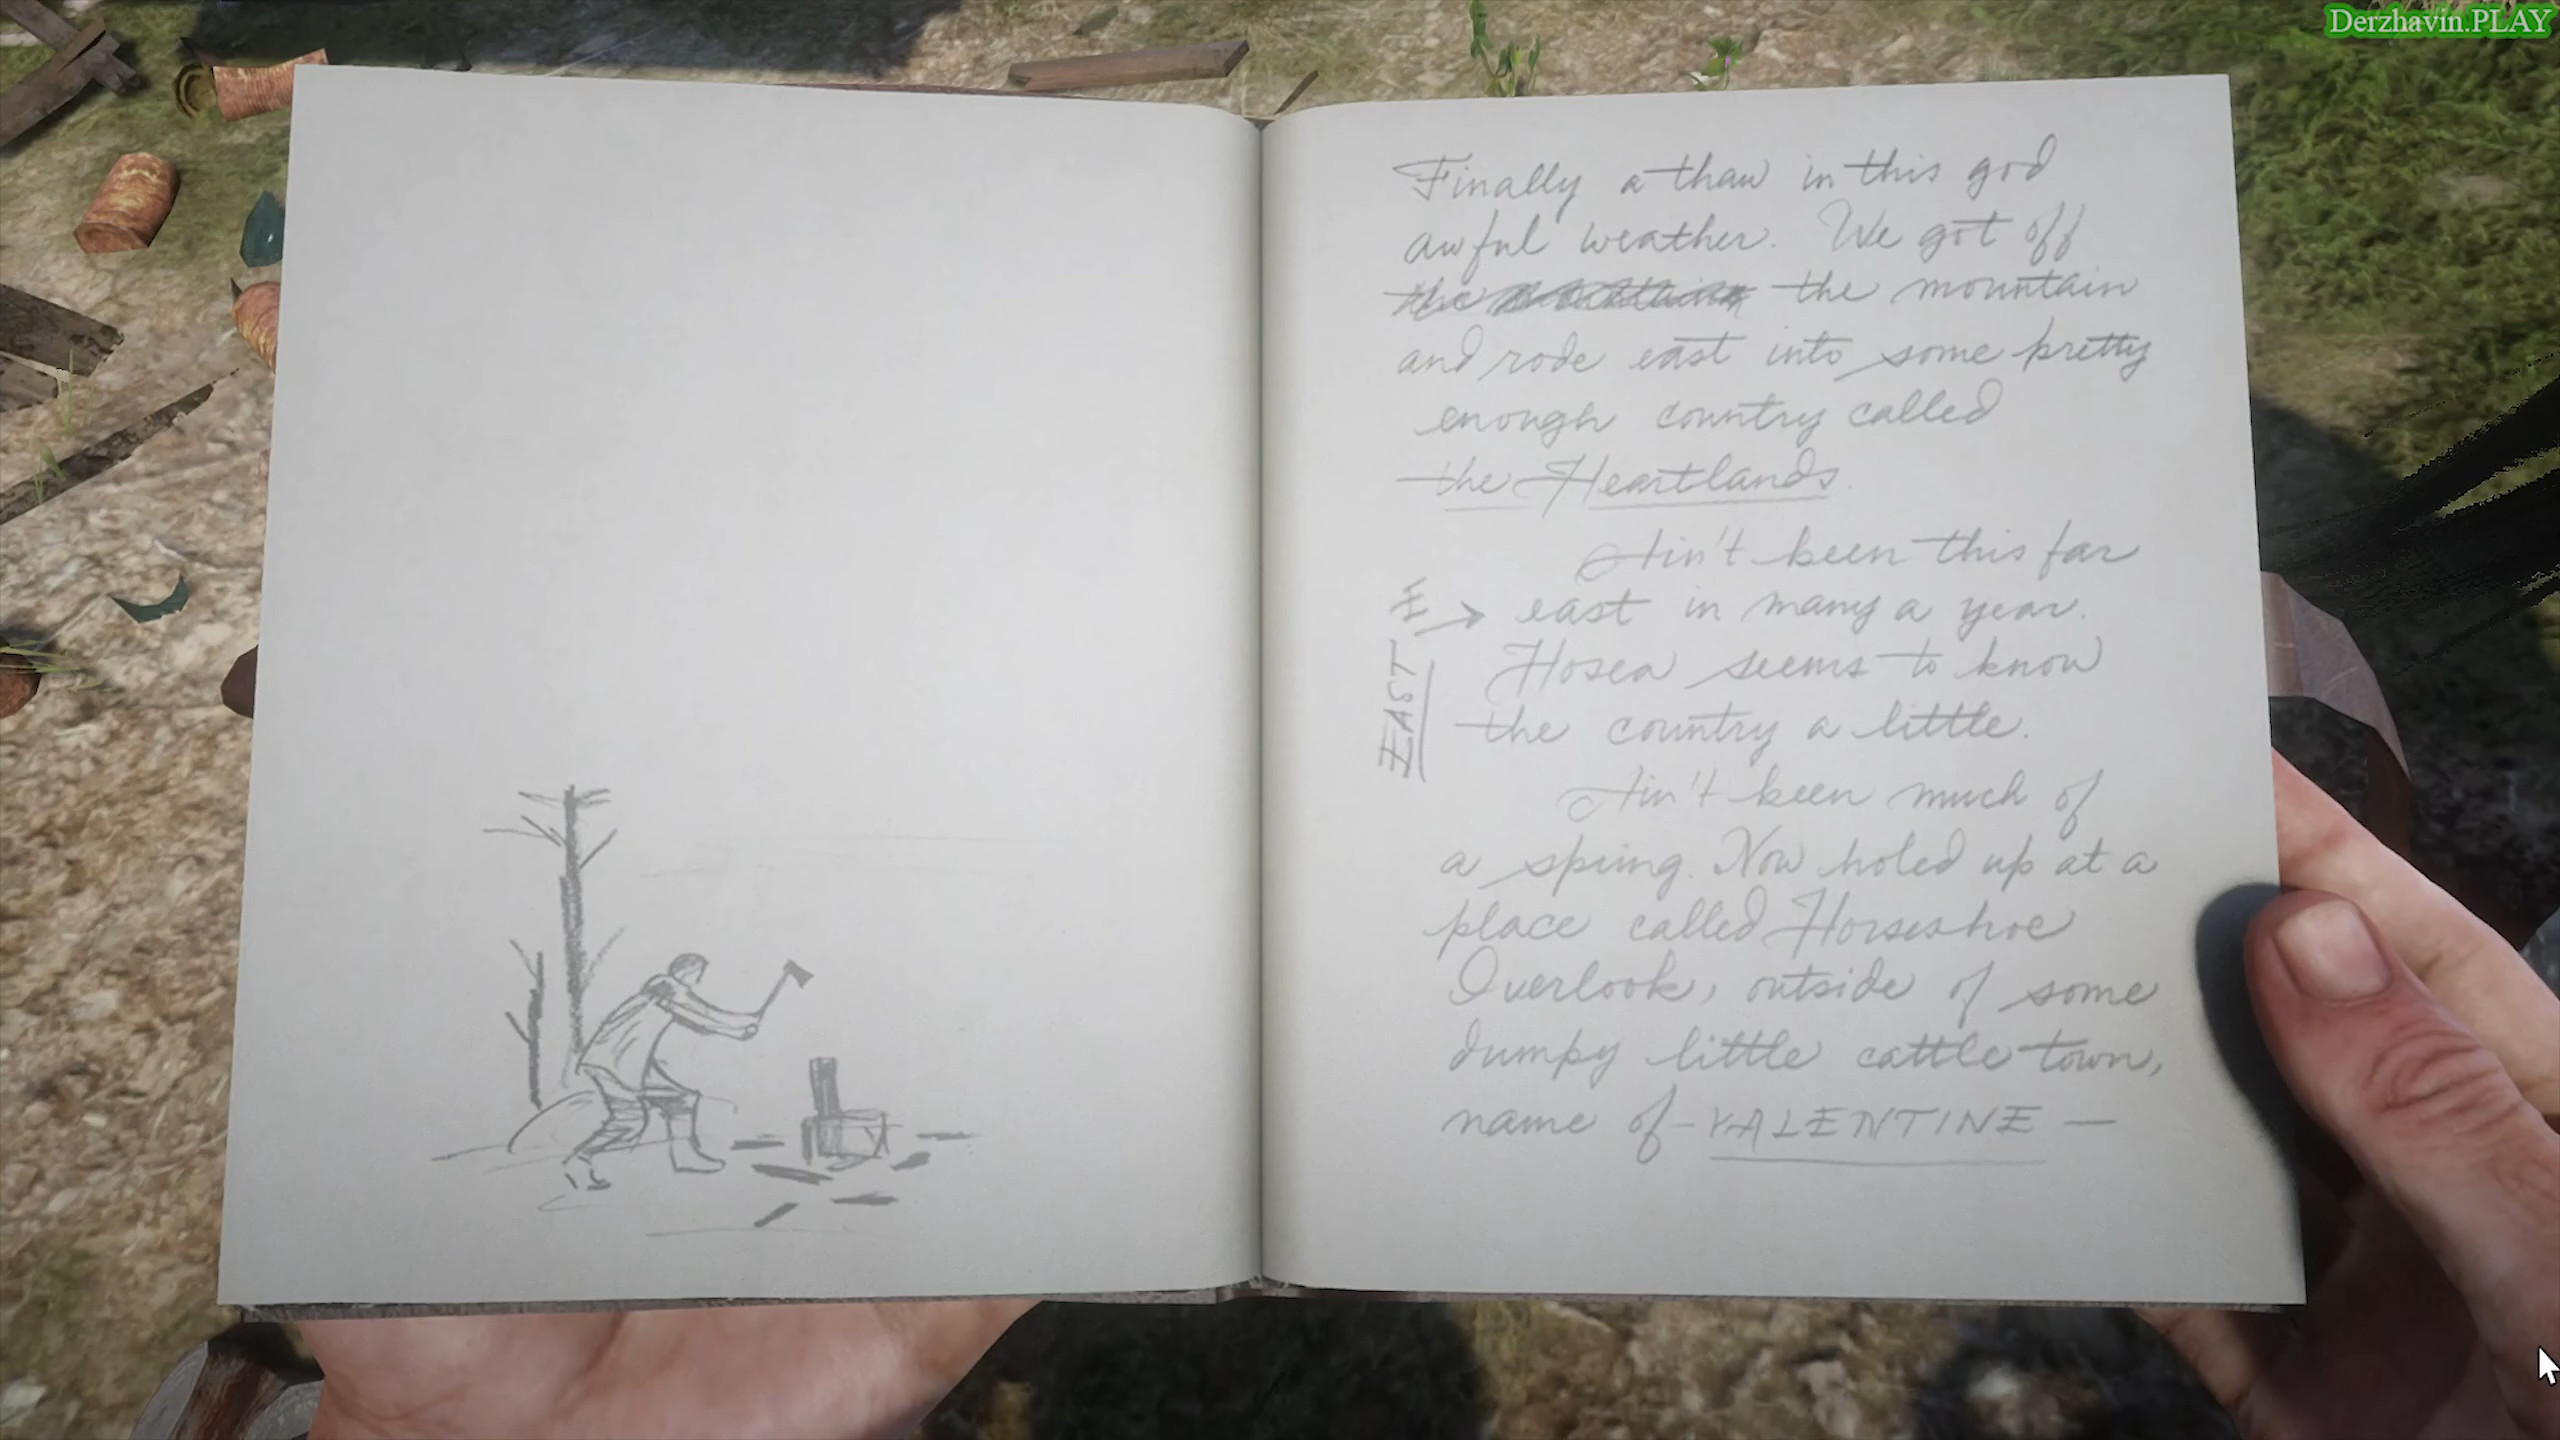 Derzhavin.PLAY
Finally a thaw in this god
awful weather. We got off
the mountain
and rode east into some pretty
enough country called
the Heartlands.
Ain't been this far
east in many a year.
Hosea seems to know
the country a little.
E
EAST
Ain't been much of
a spring. Now holed up at a
place called Horseshoe
Overlook, outside of some
dumpy little cattle town,
name of - VALENTINE -